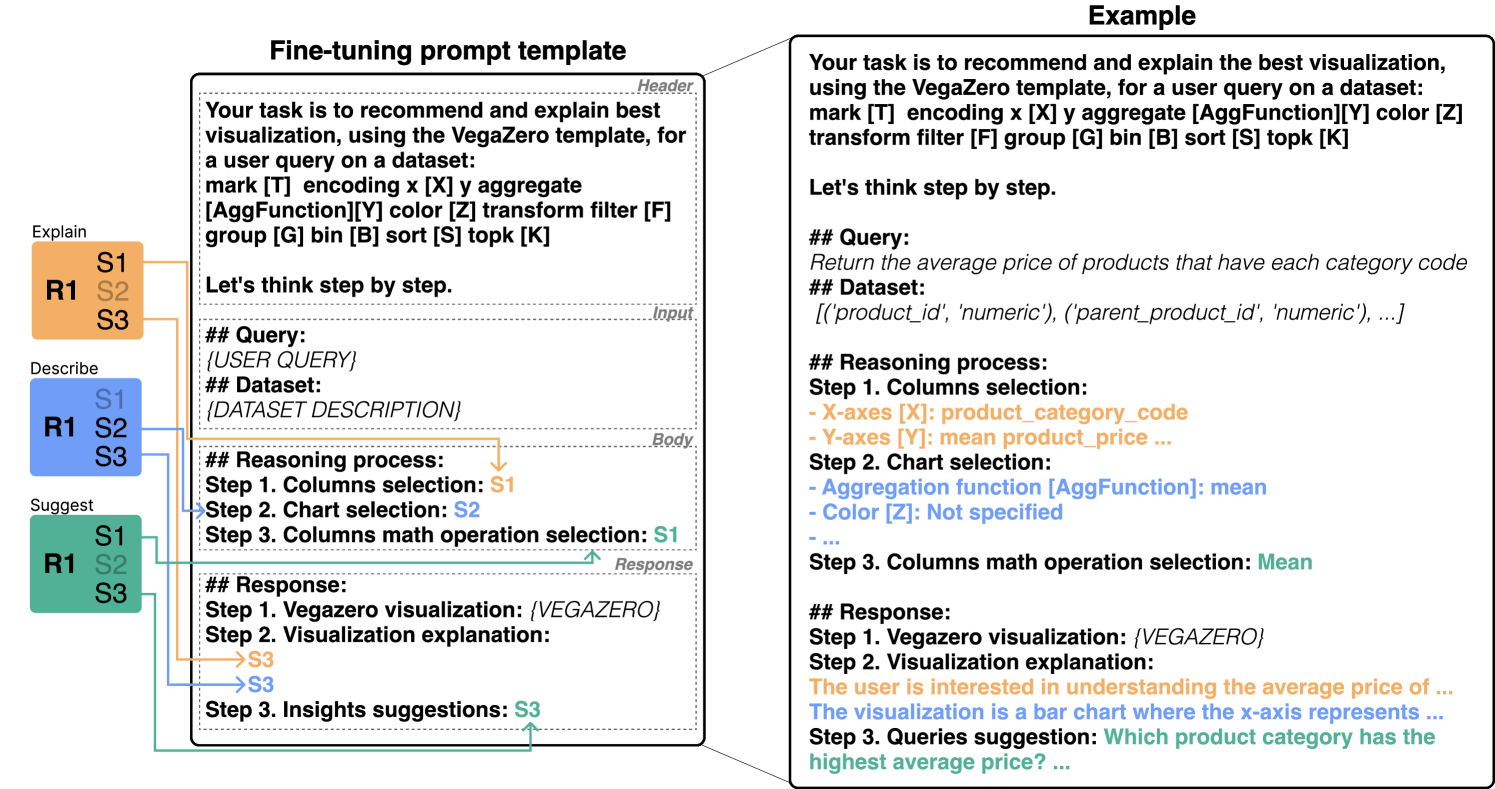 Fine-tuning prompt template
Header
Your task is to recommend and explain best
visualization, using the VegaZero template, for
a user query on a dataset:
mark [T]  encoding x [X] y aggregate
[AggFunction][Y] color [Z] transform filter [F]
group [G] bin [B] sort [S] topk [K]
Let's think step by step.
Input
## Query:
{USER QUERY}
## Dataset:
{DATASET DESCRIPTION}
Body
## Reasoning process:
Step 1. Columns selection: S1
Step 2. Chart selection: S2
Step 3. Columns math operation selection: S1
Response
## Response:
Step 1. Vegazero visualization: {VEGAZERO}
Step 2. Visualization explanation:
S3
S3
Step 3. Insights suggestions: S3
Explain
R1
S1
S2
S3
Describe
R1
S1
S2
S3
Suggest
R1
S1
S2
S3
Example
Your task is to recommend and explain the best visualization,
using the VegaZero template, for a user query on a dataset:
mark [T]  encoding x [X] y aggregate [AggFunction][Y] color [Z]
transform filter [F] group [G] bin [B] sort [S] topk [K]
Let's think step by step.
## Query:
Return the average price of products that have each category code
## Dataset:
[('product_id', 'numeric'), ('parent_product_id', 'numeric'), ...]
## Reasoning process:
Step 1. Columns selection:
- X-axes [X]: product_category_code
- Y-axes [Y]: mean product_price ...
Step 2. Chart selection:
- Aggregation function [AggFunction]: mean
- Color [Z]: Not specified
- ...
Step 3. Columns math operation selection: Mean
## Response:
Step 1. Vegazero visualization: {VEGAZERO}
Step 2. Visualization explanation:
The user is interested in understanding the average price of ...
The visualization is a bar chart where the x-axis represents ...
Step 3. Queries suggestion: Which product category has the
highest average price? ...